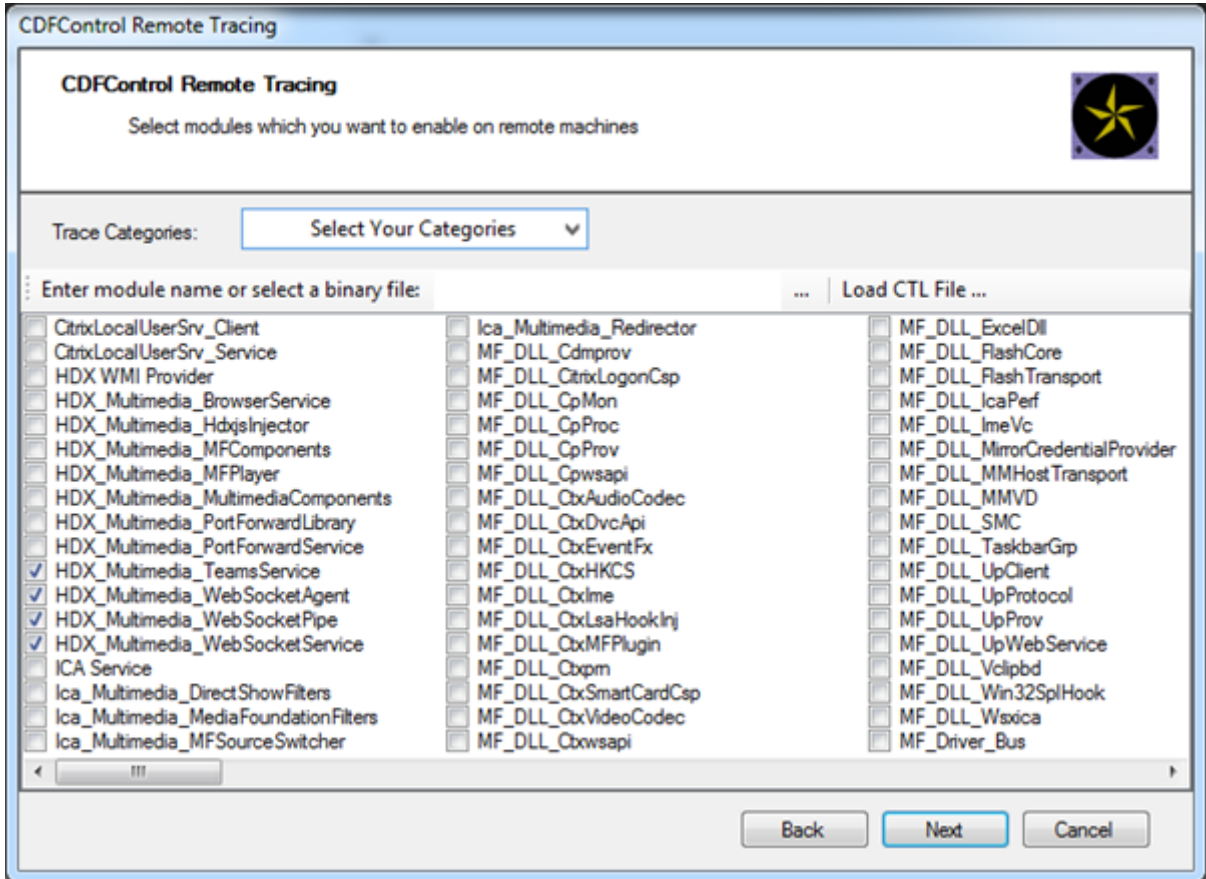 CDFControl Remote Tracing
CDFControl Remote Tracing
Select modules which you want to enable on remote machines
Trace Categories:
Select Your Categories
Enter module name or select a binary file:
...
Load CTL File ...
CitrixLocalUserSrv_Client
CitrixLocalUserSrv_Service
HDX WMI Provider
HDX_Multimedia_BrowserService
HDX_Multimedia_HdxjsInjector
HDX_Multimedia_MFComponents
HDX_Multimedia_MFPlayer
HDX_Multimedia_MultimediaComponents
HDX_Multimedia_PortForwardLibrary
HDX_Multimedia_PortForwardService
HDX_Multimedia_TeamsService
HDX_Multimedia_WebSocketAgent
HDX_Multimedia_WebSocketPipe
HDX_Multimedia_WebSocketService
ICA Service
Ica_Multimedia_DirectShowFilters
Ica_Multimedia_MediaFoundationFilters
Ica_Multimedia_MFSourceSwitcher
Ica_Multimedia_Redirector
MF_DLL_Cdmprov
MF_DLL_CitrixLogonCsp
MF_DLL_CpMon
MF_DLL_CpProc
MF_DLL_CpProv
MF_DLL_Cpwsapi
MF_DLL_CtxAudioCodec
MF_DLL_CtxDvcApi
MF_DLL_CtxEventFx
MF_DLL_CtxHKCS
MF_DLL_CtxIme
MF_DLL_CtxLsaHookInj
MF_DLL_CtxMFPlugin
MF_DLL_Ctxpm
MF_DLL_CtxSmartCardCsp
MF_DLL_CtxVideoCodec
MF_DLL_Ctxwsapi
MF_DLL_ExcelDll
MF_DLL_FlashCore
MF_DLL_FlashTransport
MF_DLL_IcaPerf
MF_DLL_ImeVc
MF_DLL_MirrorCredentialProvider
MF_DLL_MMHostTransport
MF_DLL_MMVD
MF_DLL_SMC
MF_DLL_TaskbarGrp
MF_DLL_UpClient
MF_DLL_UpProtocol
MF_DLL_UpProv
MF_DLL_UpWebService
MF_DLL_Vclipbd
MF_DLL_Win32SplHook
MF_DLL_Wsxica
MF_Driver_Bus
Back
Next
Cancel